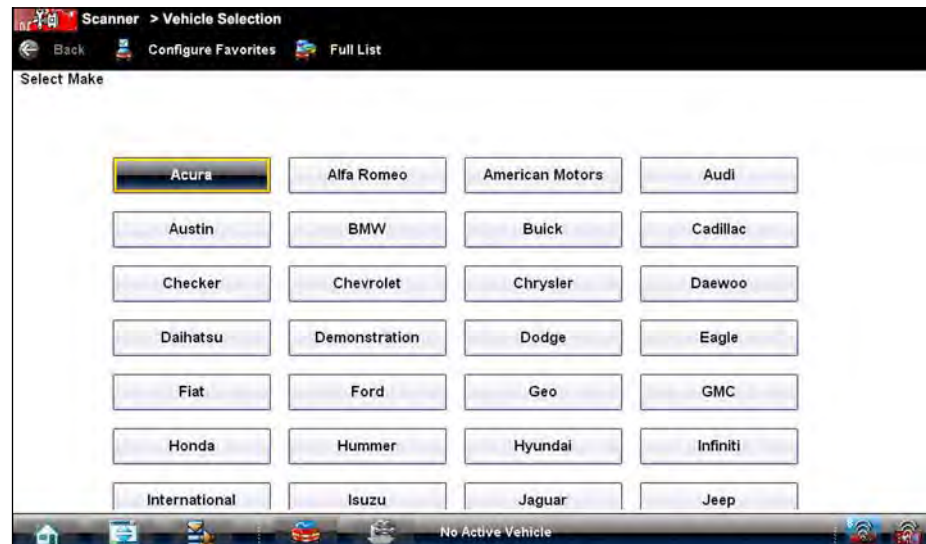 Scanner > Vehicle Selection
Back Configure Favorites Full List
Select Make
Acura Alfa Romeo American Motors Audi
Austin BMW Buick Cadillac
Checker Chevrolet Chrysler Daewoo
Daihatsu Demonstration Dodge Eagle
Fiat Ford Geo GMC
Honda Hummer Hyundai Infiniti
International Isuzu Jaguar Jeep
No Active Vehicle